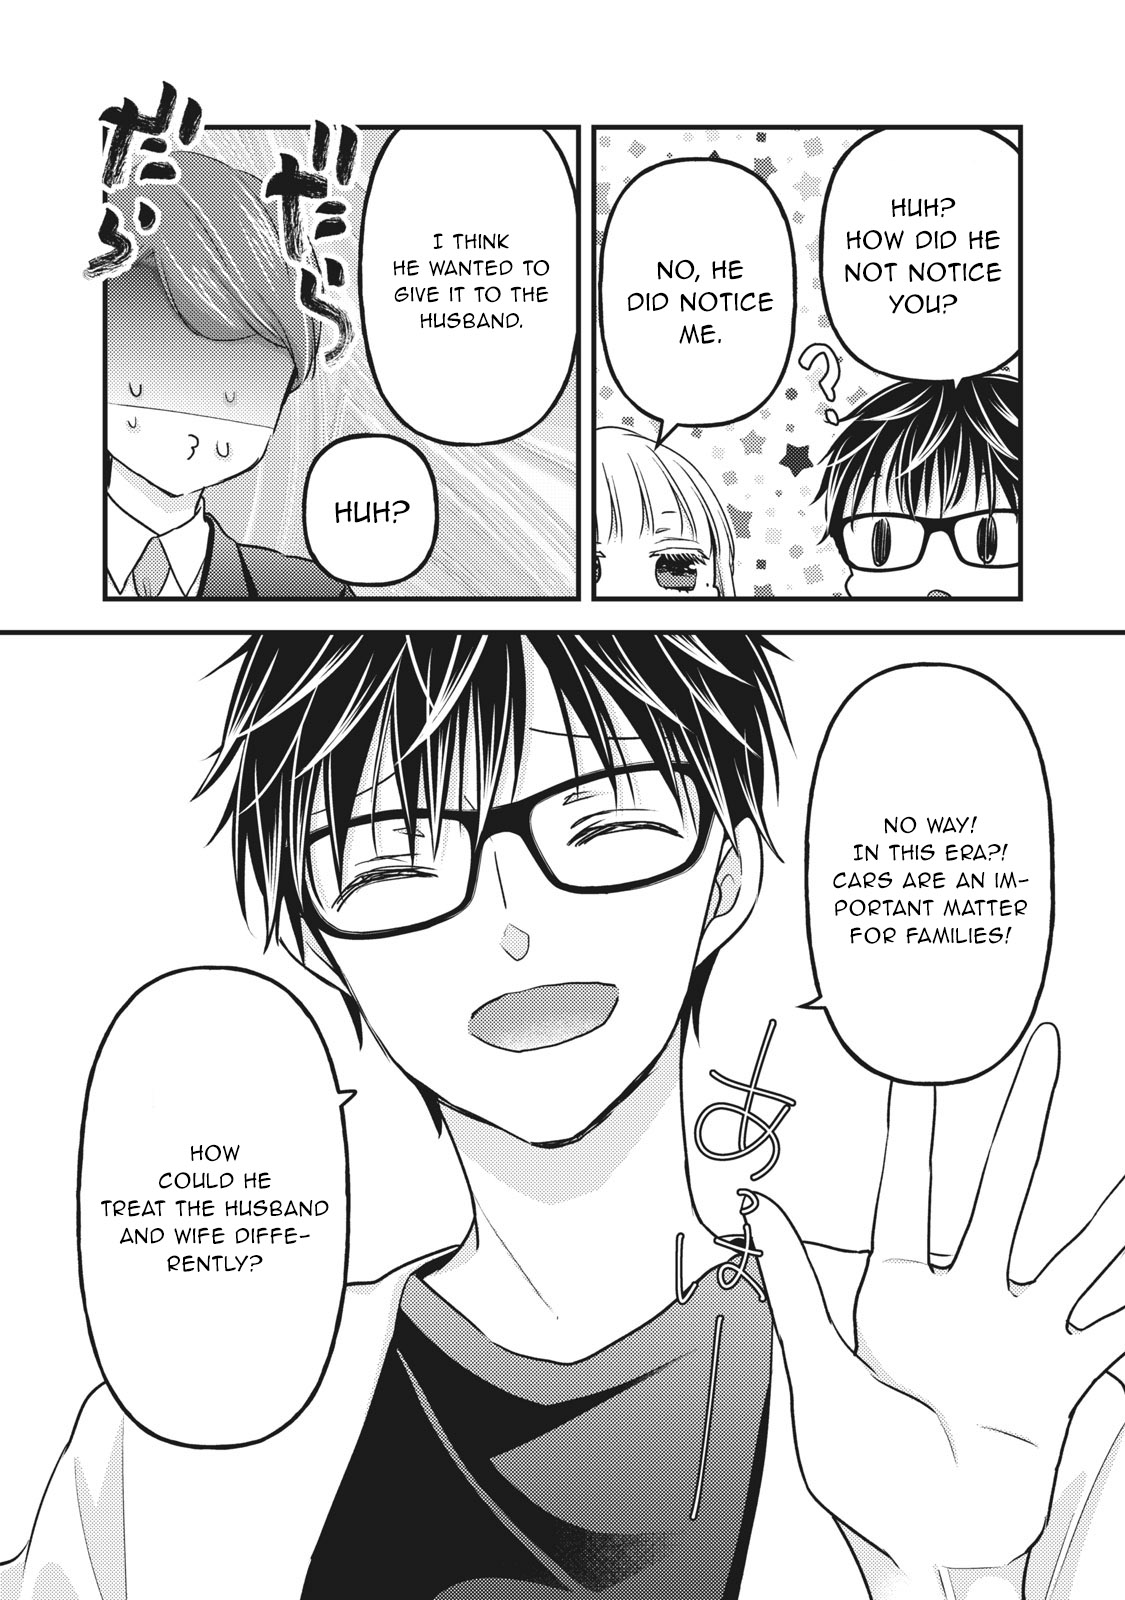 HUH?
HOW DID HE
NOT NOTICE
YOU?
?
NO, HE
DID NOTICE
ME.
I THINK
HE WANTED TO
GIVE IT TO THE
HUSBAND.
HUH?
だらだら
NO WAY!
IN THIS ERA?!
CARS ARE AN IM-
PORTANT MATTER
FOR FAMILIES!
HOW
COULD HE
TREAT THE HUSBAND
AND WIFE DIFFE-
RENTLY?